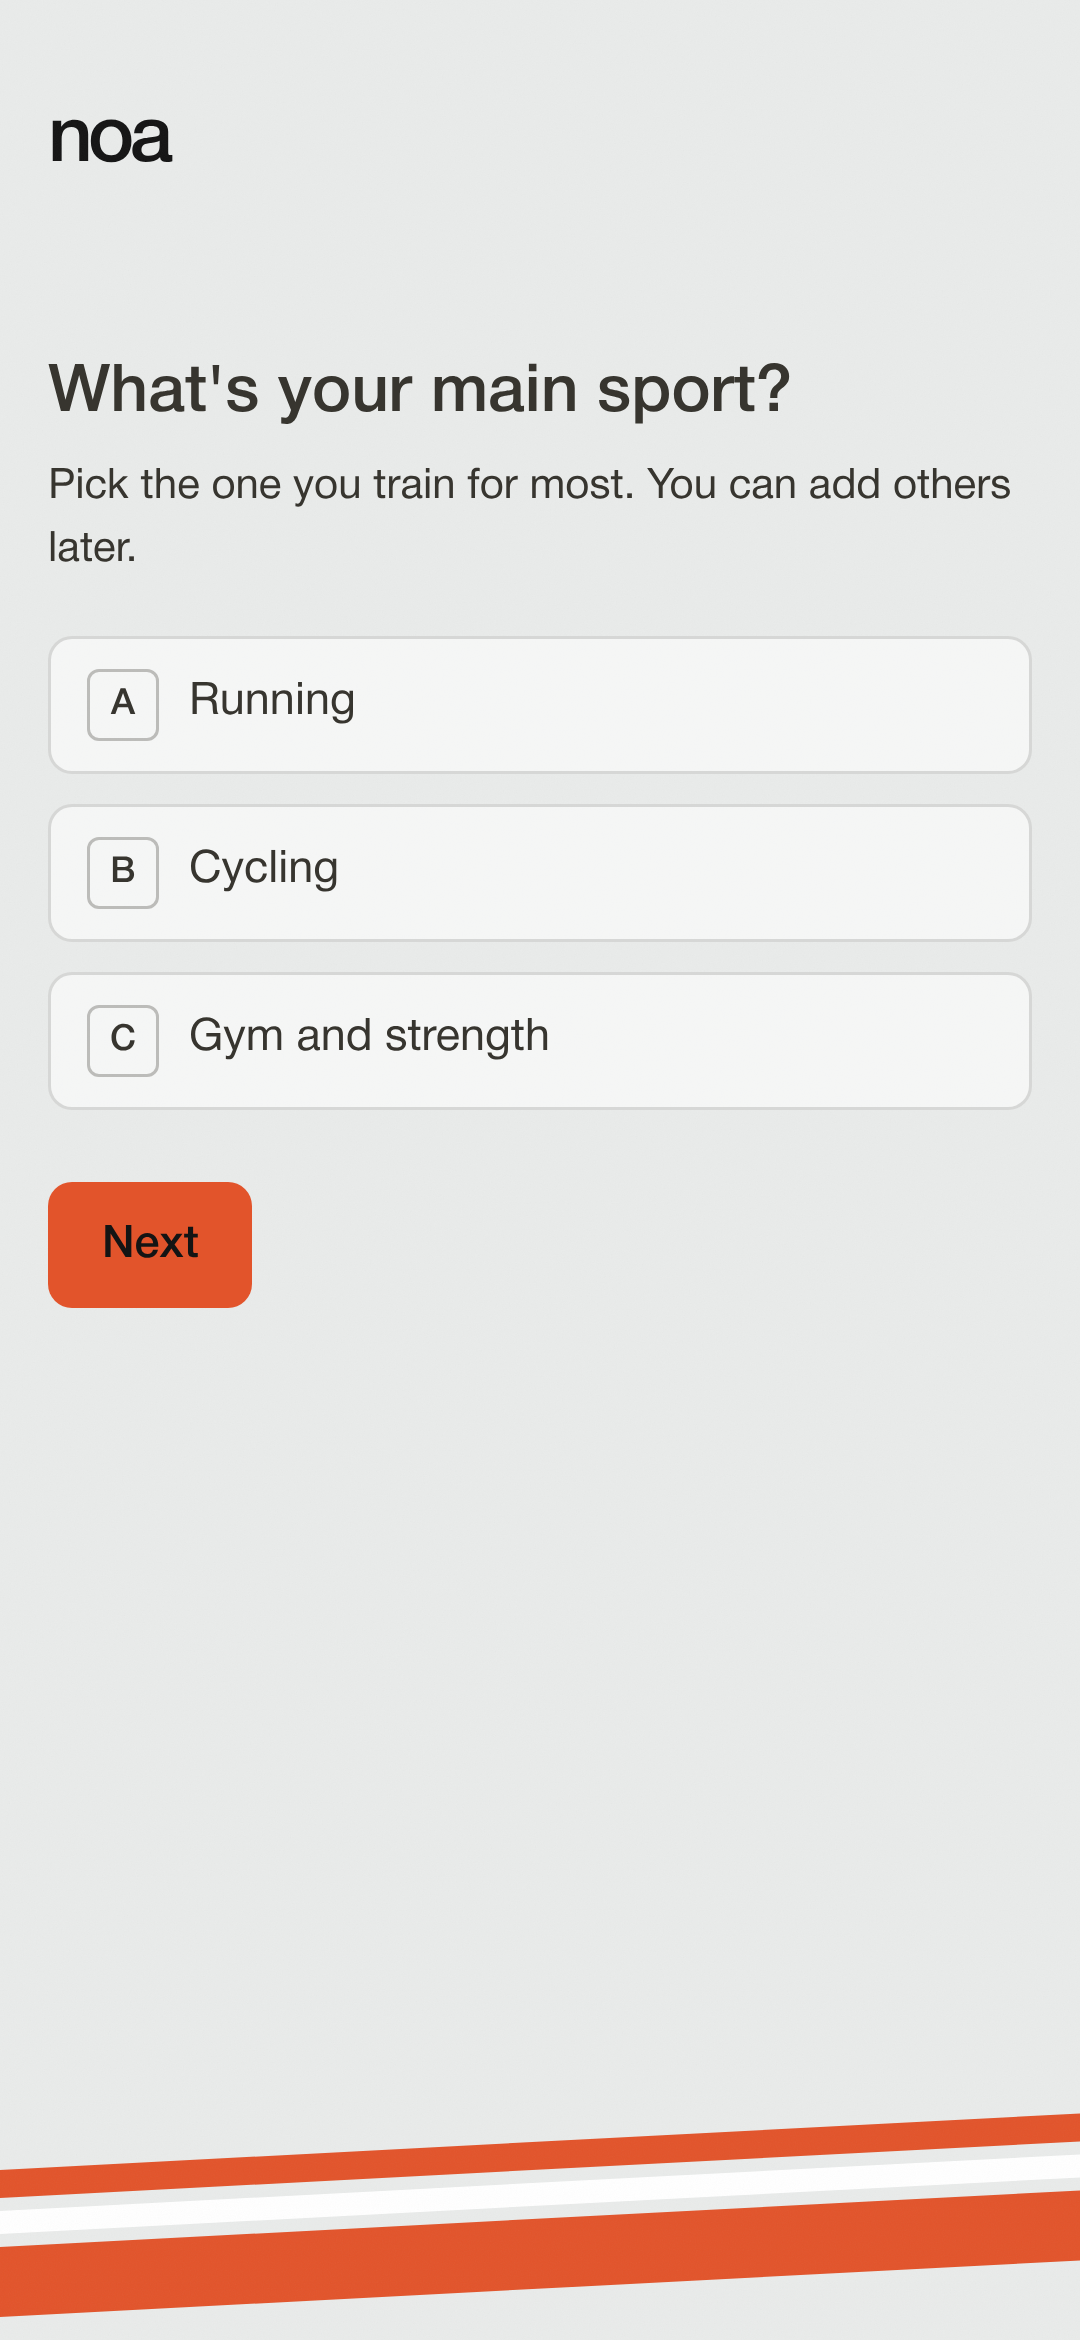 noa
What's your main sport?
Pick the one you train for most. You can add others
later.
A Running
B Cycling
C Gym and strength
Next